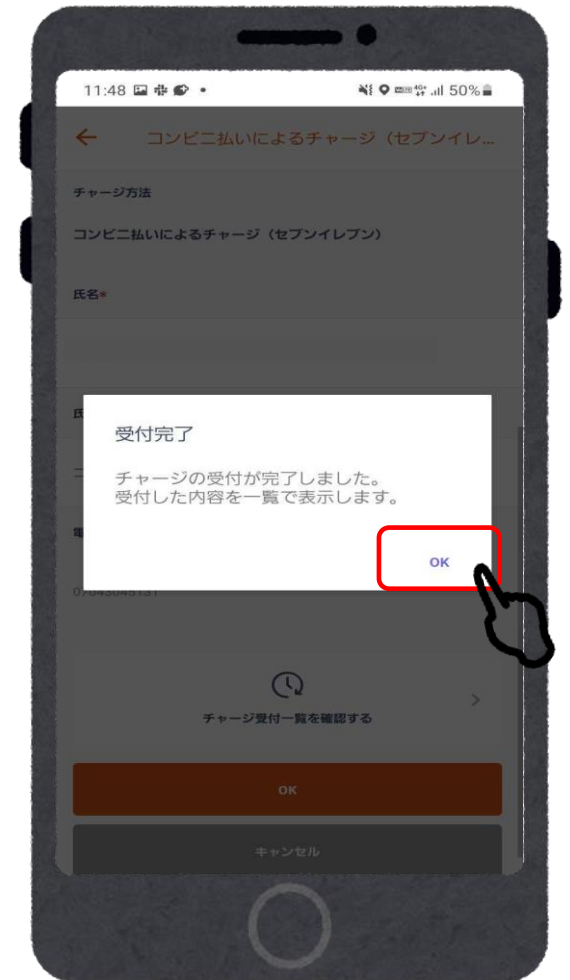 11:48
50%
コンビニ払いによるチャージ（セブンイレ...
チャージ方法
コンビニ払いによるチャージ（セブンイレブン）
氏名*
受付完了
チャージの受付が完了しました。
受付した内容を一覧で表示します。
OK
チャージ受付一覧を確認する
OK
キャンセル